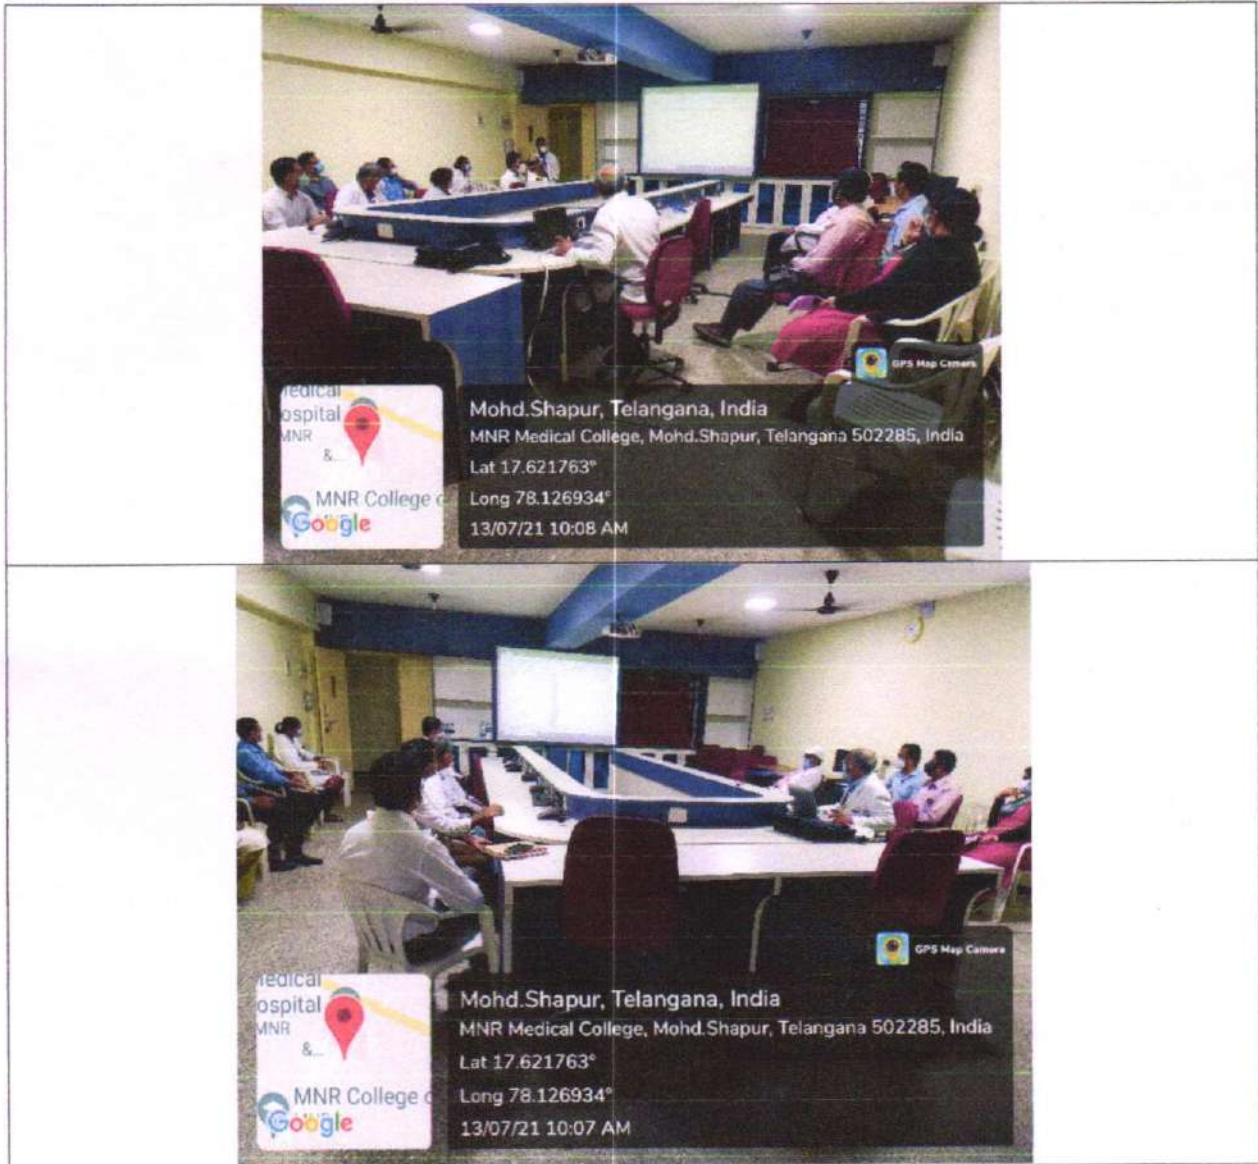 GPS Map Camera
edical
ospital
MNR
&...
MNR College
Google
Mohd.Shapur, Telangana, India
MNR Medical College, Mohd.Shapur, Telangana 502285, India
Lat 17.621763°
Long 78.126934°
13/07/21 10:08 AM
GPS Map Camera
edical
ospital
MNR
&...
MNR College
Google
Mohd.Shapur, Telangana, India
MNR Medical College, Mohd.Shapur, Telangana 502285, India
Lat 17.621763°
Long 78.126934°
13/07/21 10:07 AM